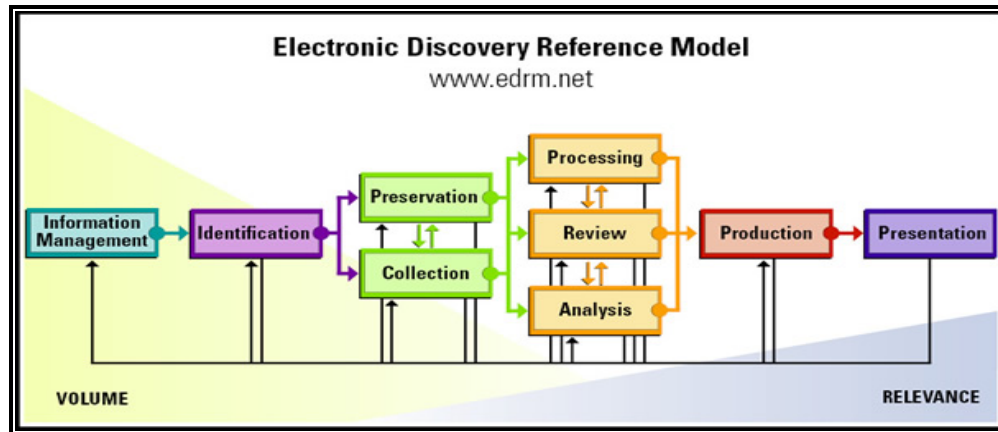 Electronic Discovery Reference Model
www.edrm.net
Information
Management
Identification
Preservation
Collection
Processing
Review
Analysis
Production
Presentation
VOLUME
RELEVANCE